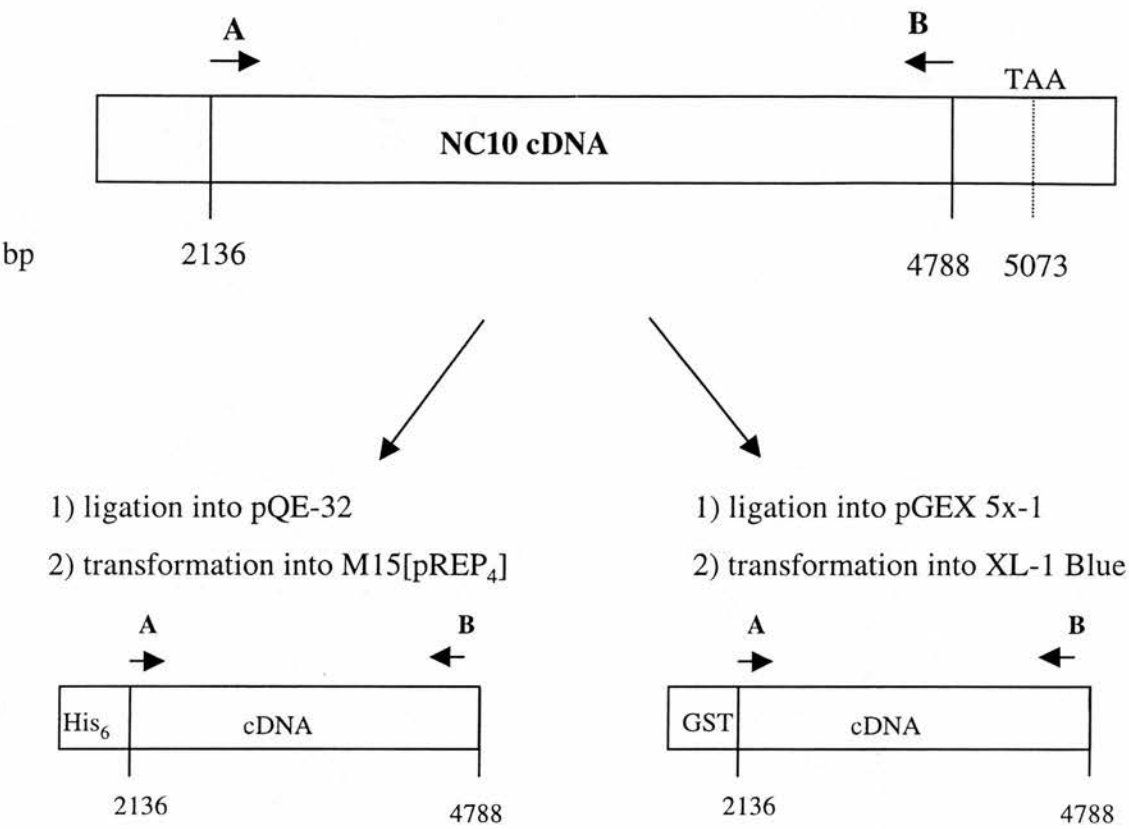 A B
TAA
NC10 cDNA
bp 2136 4788 5073
1) ligation into pQE-32
2) transformation into M15[pREP₄]
A B
His₆ cDNA
2136 4788
1) ligation into pGEX 5x-1
2) transformation into XL-1 Blue
A B
GST cDNA
2136 4788